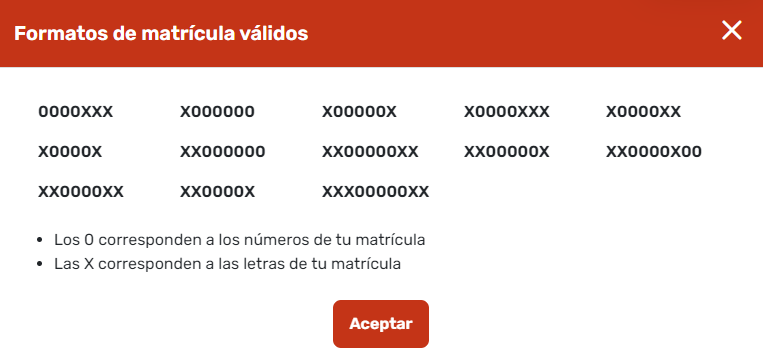 Formatos de matrícula válidos
0000XXX X000000 X00000X X0000XXX X0000XX
X0000X XX000000 XX00000XX XX00000X XX0000X00
XX0000XX XX0000X XXX00000XX
Los 0 corresponden a los números de tu matrícula
Las X corresponden a las letras de tu matrícula
Aceptar